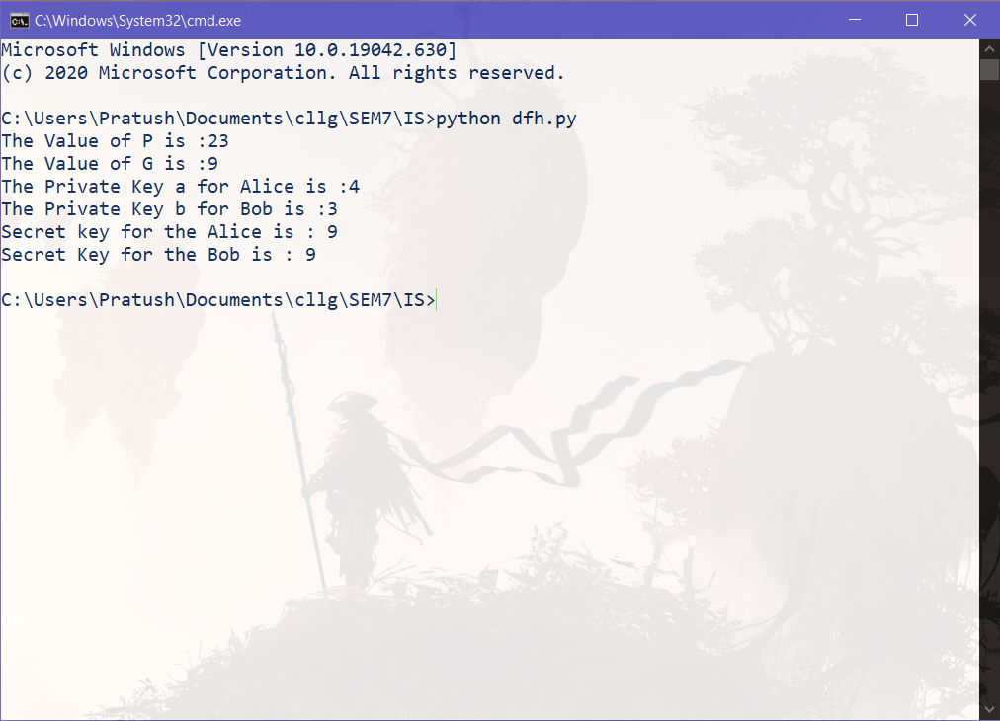 C:\Windows\System32\cmd.exe
Microsoft Windows [Version 10.0.19042.630]
(c) 2020 Microsoft Corporation. All rights reserved.
C:\Users\Pratush\Documents\cllg\SEM7\IS>python dfh.py
The Value of P is :23
The Value of G is :9
The Private Key a for Alice is :4
The Private Key b for Bob is :3
Secret key for the Alice is : 9
Secret Key for the Bob is : 9
C:\Users\Pratush\Documents\cllg\SEM7\IS>